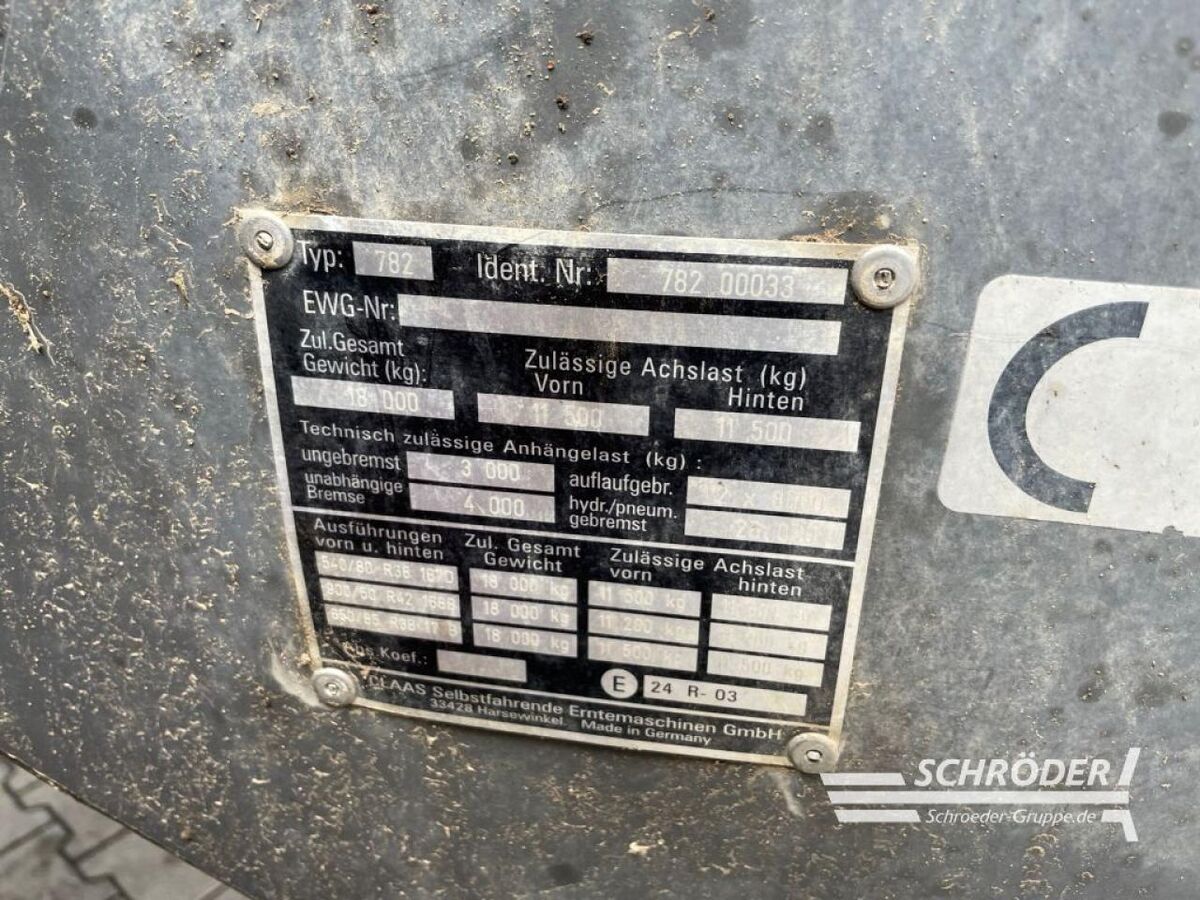 Typ: 782 Ident. Nr: 782 00033
EWG-Nr:
Zul.Gesamt
Gewicht (kg): Zulässige Achslast (kg)
Vorn Hinten
18 000 11 500 11 500
Technisch zulässige Anhängelast (kg) :
ungebremst 3 000 auflaufgebr.
unabhängige
Bremse 4 000 hydr./pneum.
gebremst
Ausführungen
vorn u. hinten Zul. Gesamt
Gewicht Zulässige Achslast
vorn hinten
18 000 kg 11 500 kg
18 000 kg 11 200 kg
18 000 kg 11 500 kg 11 500 kg
Koef.:
E 24 R- 03
CLAAS Selbstfahrende Erntemaschinen GmbH
33428 Harsewinkel. Made in Germany
SCHRÖDER
Schroeder-Gruppe.de